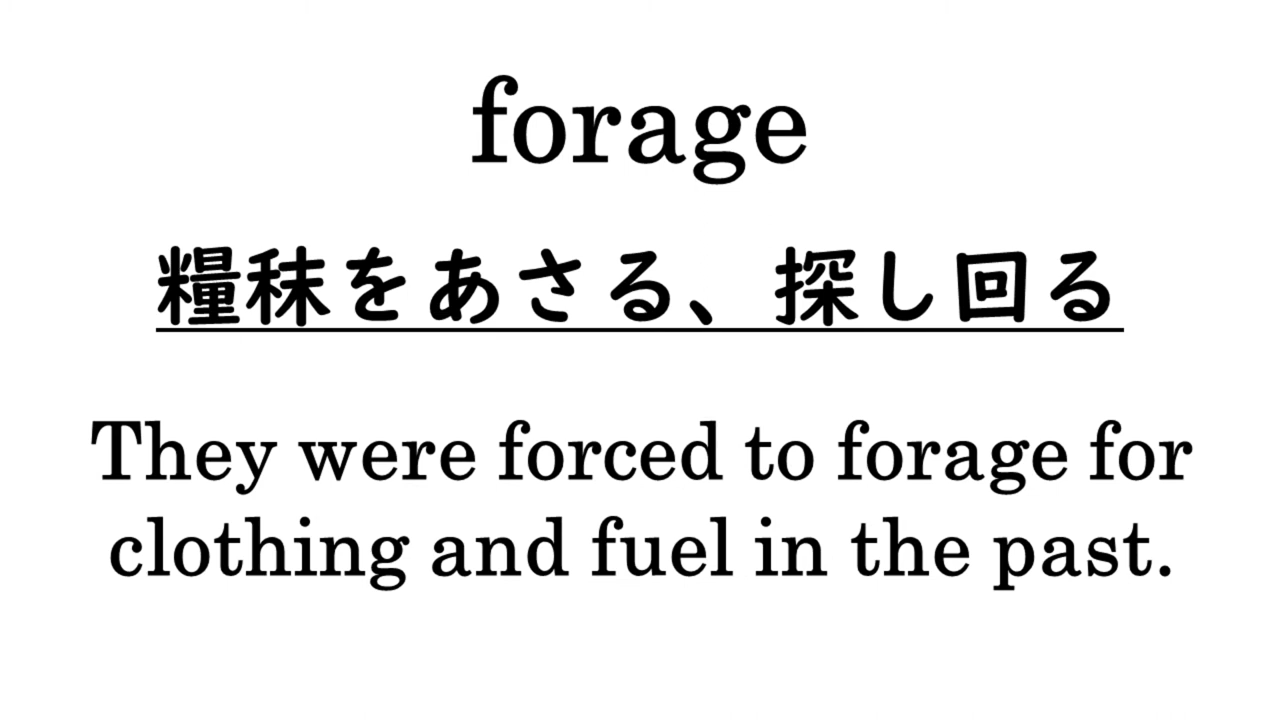 forage
糧秣をあさる、探し回る
They were forced to forage for
clothing and fuel in the past.